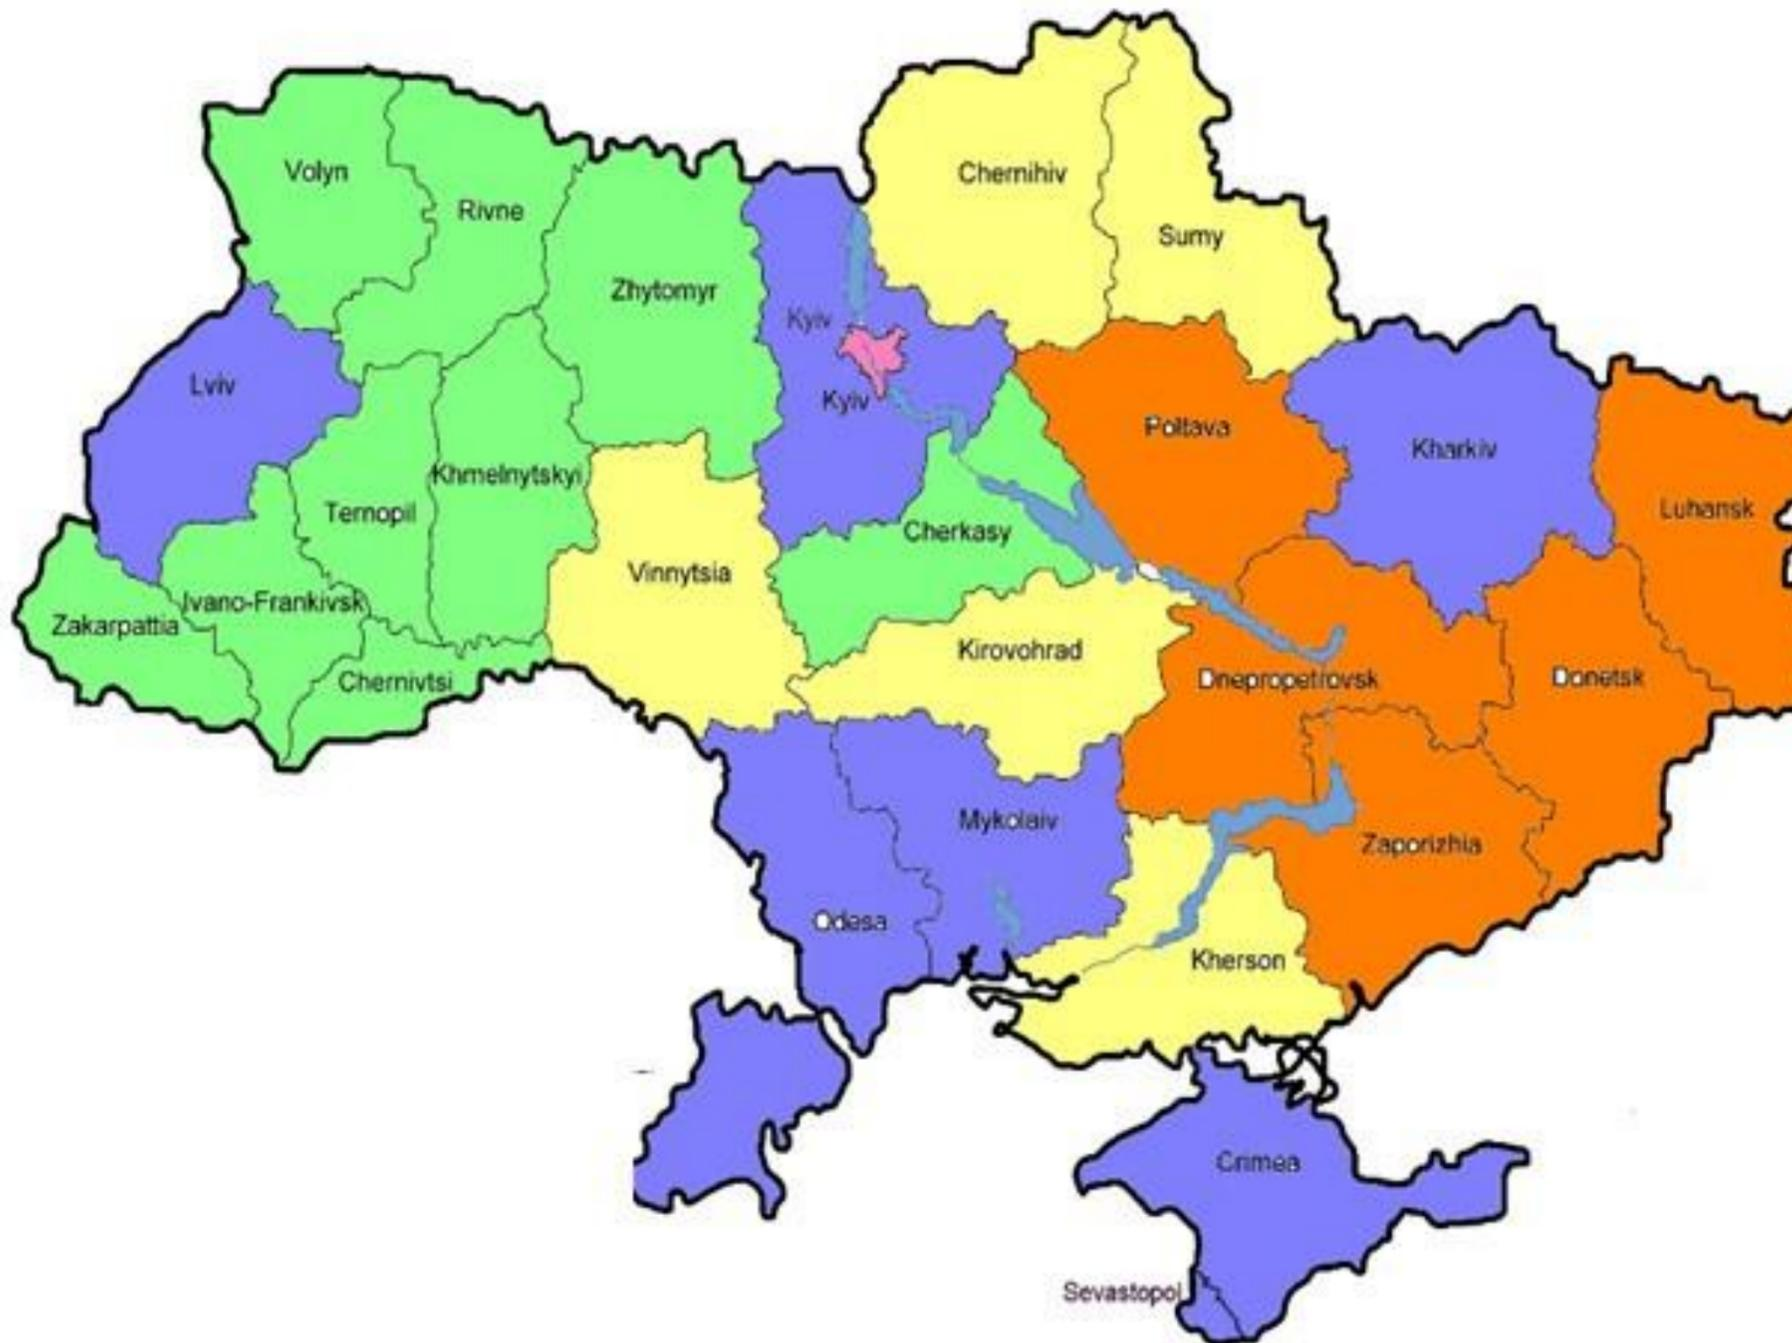 Volyn
Rivne
Chernihiv
Sumy
Zhytomyr
Kyiv
Lviv
Kyiv
Poltava
Kharkiv
Khmelnytskyi
Ternopil
Luhansk
Cherkasy
Vinnytsia
Ivano-Frankivsk
Zakarpattia
Kirovohrad
Chernivtsi
Dnepropetrovsk
Donetsk
Mykolaiv
Zaporizhia
Odesa
Kherson
Crimea
Sevastopol